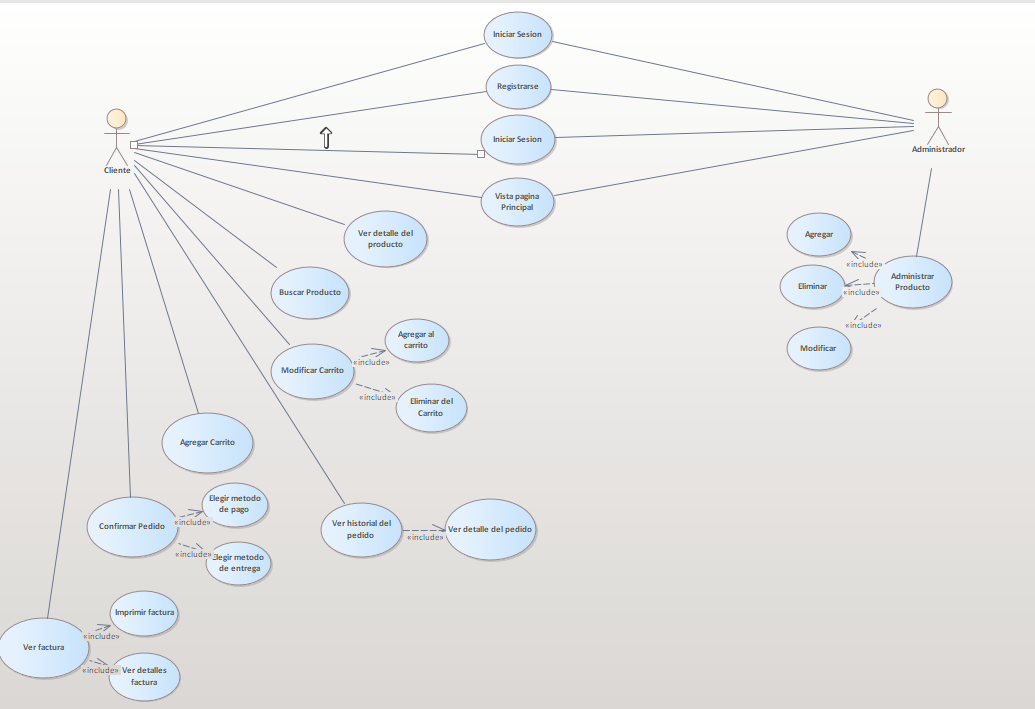 Iniciar Sesion
Registrarse
Iniciar Sesion
Cliente
Administrador
Vista pagina
Principal
Ver detalle del
producto
Agregar
«include»
Buscar Producto
Eliminar
«include»
Administrar
Producto
«include»
Modificar
Modificar Carrito
«include»
Agregar al
carrito
«include»
Eliminar del
Carrito
Agregar Carrito
Confirmar Pedido
«include»
Elegir metodo
de pago
«include»
Elegir metodo
de entrega
Ver historial del
pedido
«include»
Ver detalle del pedido
Ver factura
«include»
Imprimir factura
«include»
Ver detalles
factura